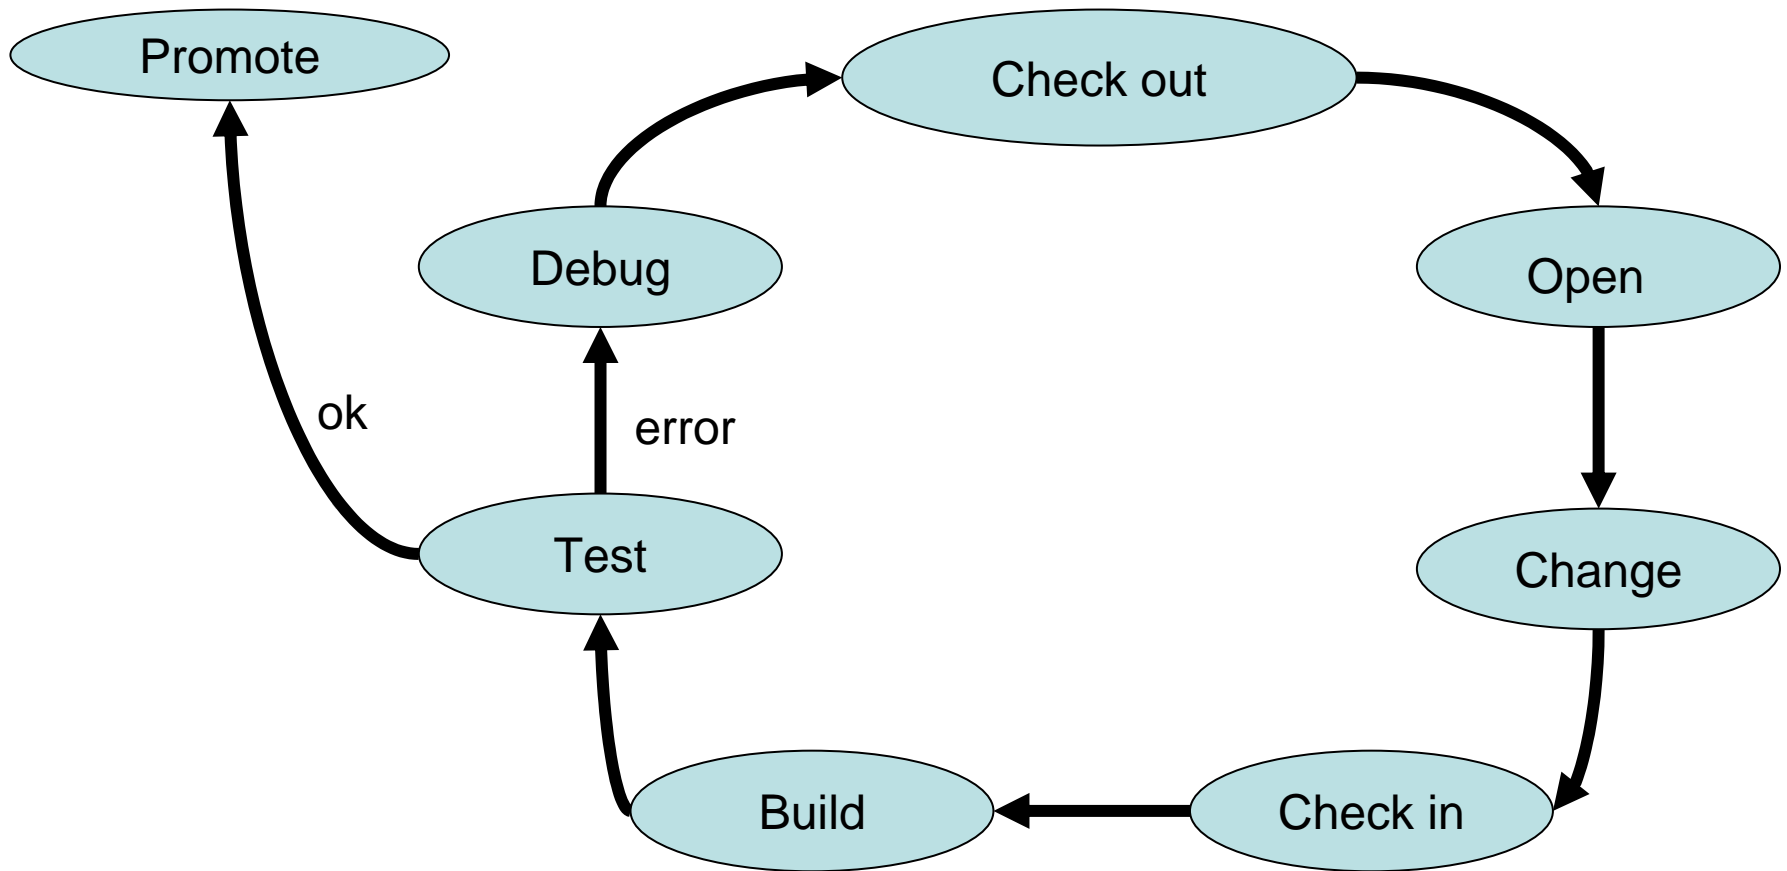 Promote
Check out
Debug
Open
ok
error
Test
Change
Build
Check in